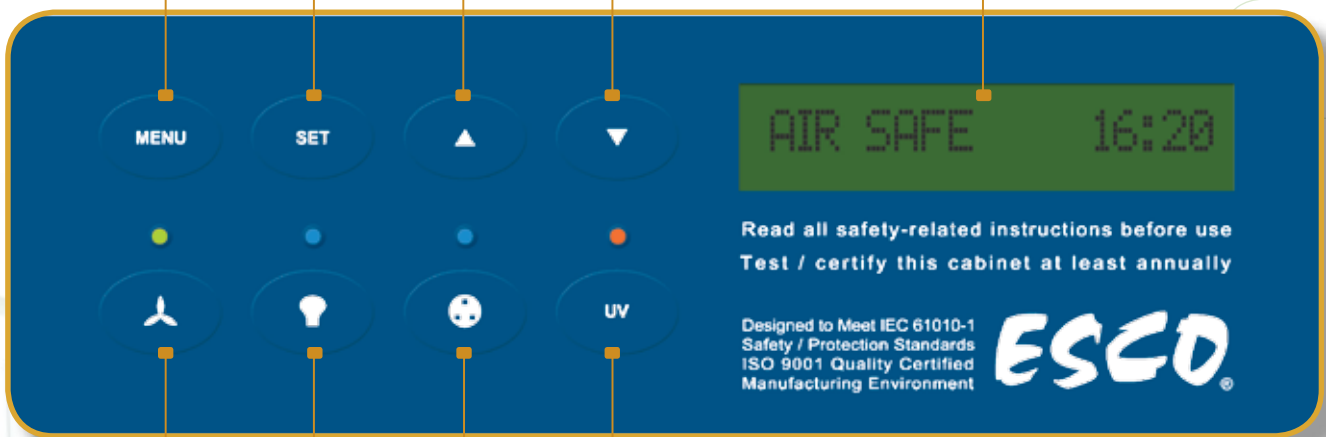 MENU SET
AIR SAFE 16:20
Read all safety-related instructions before use
Test / certify this cabinet at least annually
UV
Designed to Meet IEC 61010-1
Safety / Protection Standards
ISO 9001 Quality Certified
Manufacturing Environment
ESCO®